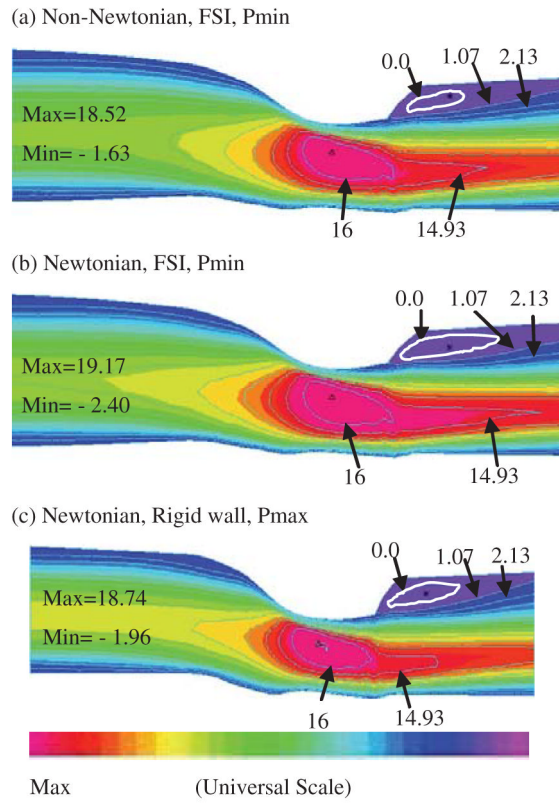 (a) Non-Newtonian, FSI, Pmin
0.0 1.07 2.13
Max=18.52
Min= - 1.63
16 14.93
(b) Newtonian, FSI, Pmin
0.0 1.07 2.13
Max=19.17
Min= - 2.40
16 14.93
(c) Newtonian, Rigid wall, Pmax
0.0 1.07 2.13
Max=18.74
Min= - 1.96
16 14.93
Max (Universal Scale)